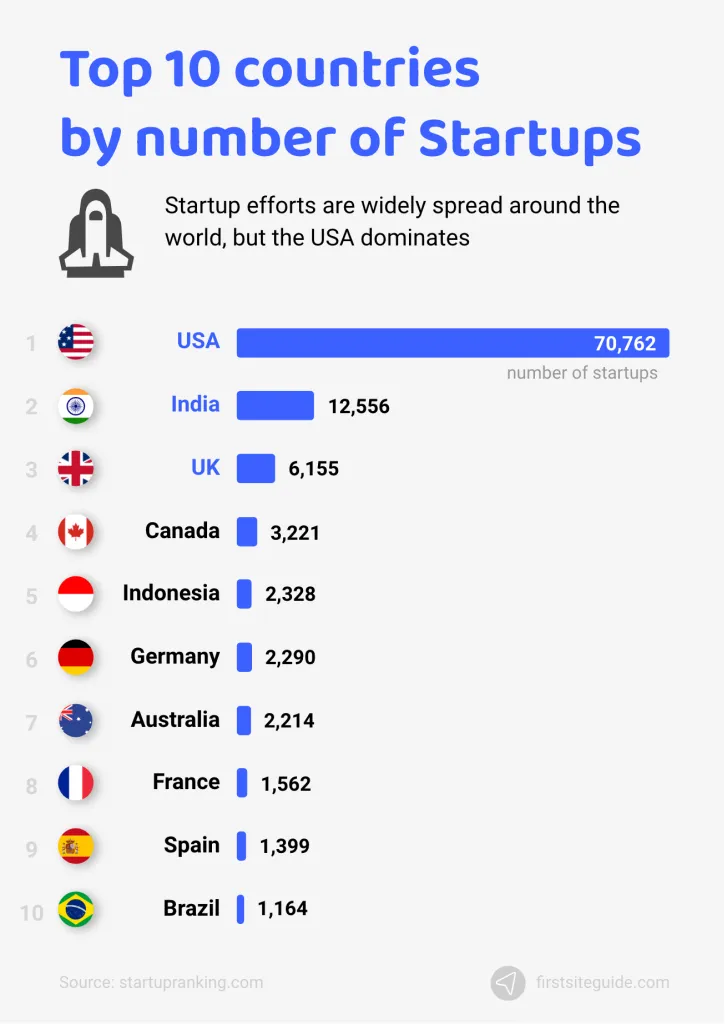 Top 10 countries
by number of Startups
Startup efforts are widely spread around the
world, but the USA dominates
1 USA 70,762
number of startups
2 India 12,556
3 UK 6,155
4 Canada 3,221
5 Indonesia 2,328
6 Germany 2,290
7 Australia 2,214
8 France 1,562
9 Spain 1,399
10 Brazil 1,164
Source: startupranking.com firstsiteguide.com